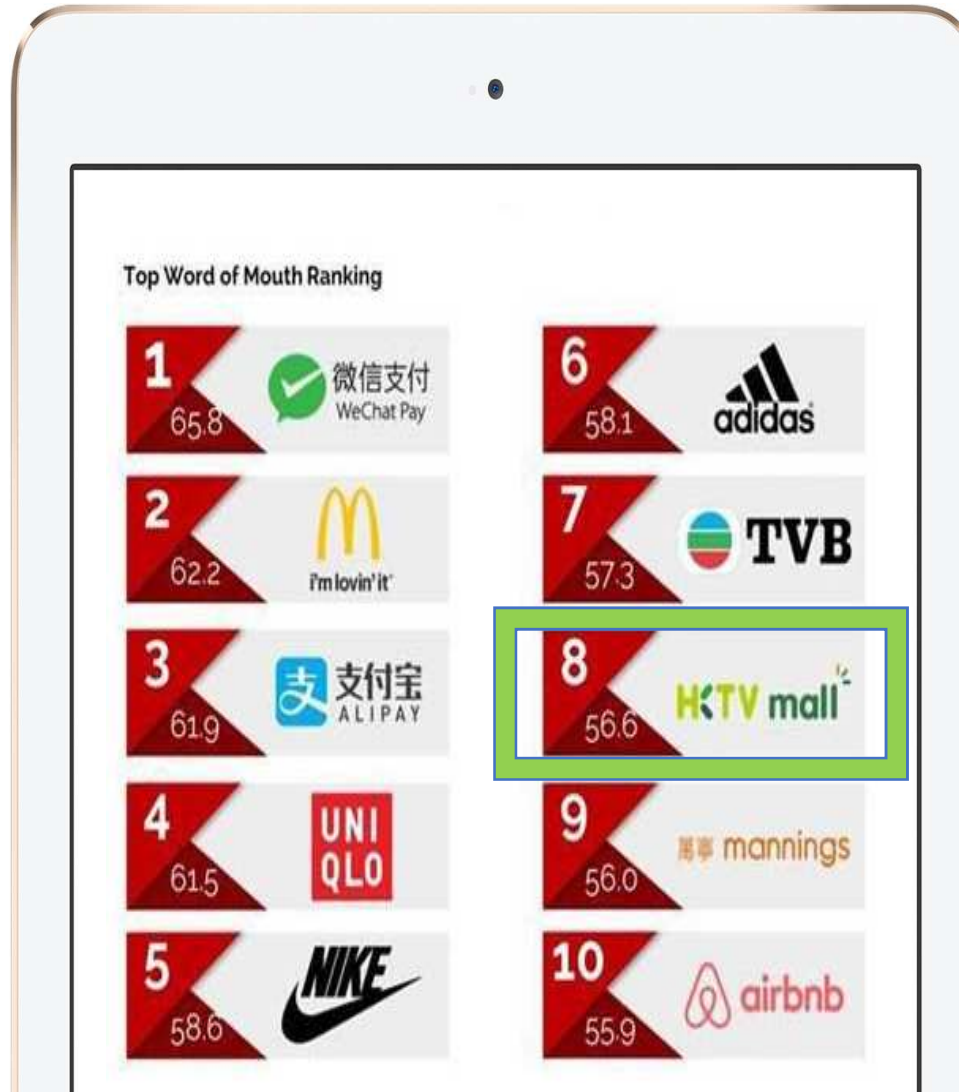 Top Word of Mouth Ranking
1
65.8
微信支付
WeChat Pay
2
62.2
i'm lovin' it
3
61.9
支 支付宝
ALIPAY
4
61.5
UNI
QLO
5
58.6
NIKE
6
58.1
adidas
7
57.3
TVB
8
56.6
HKTV mall
9
56.0
萬寧 mannings
10
55.9
airbnb